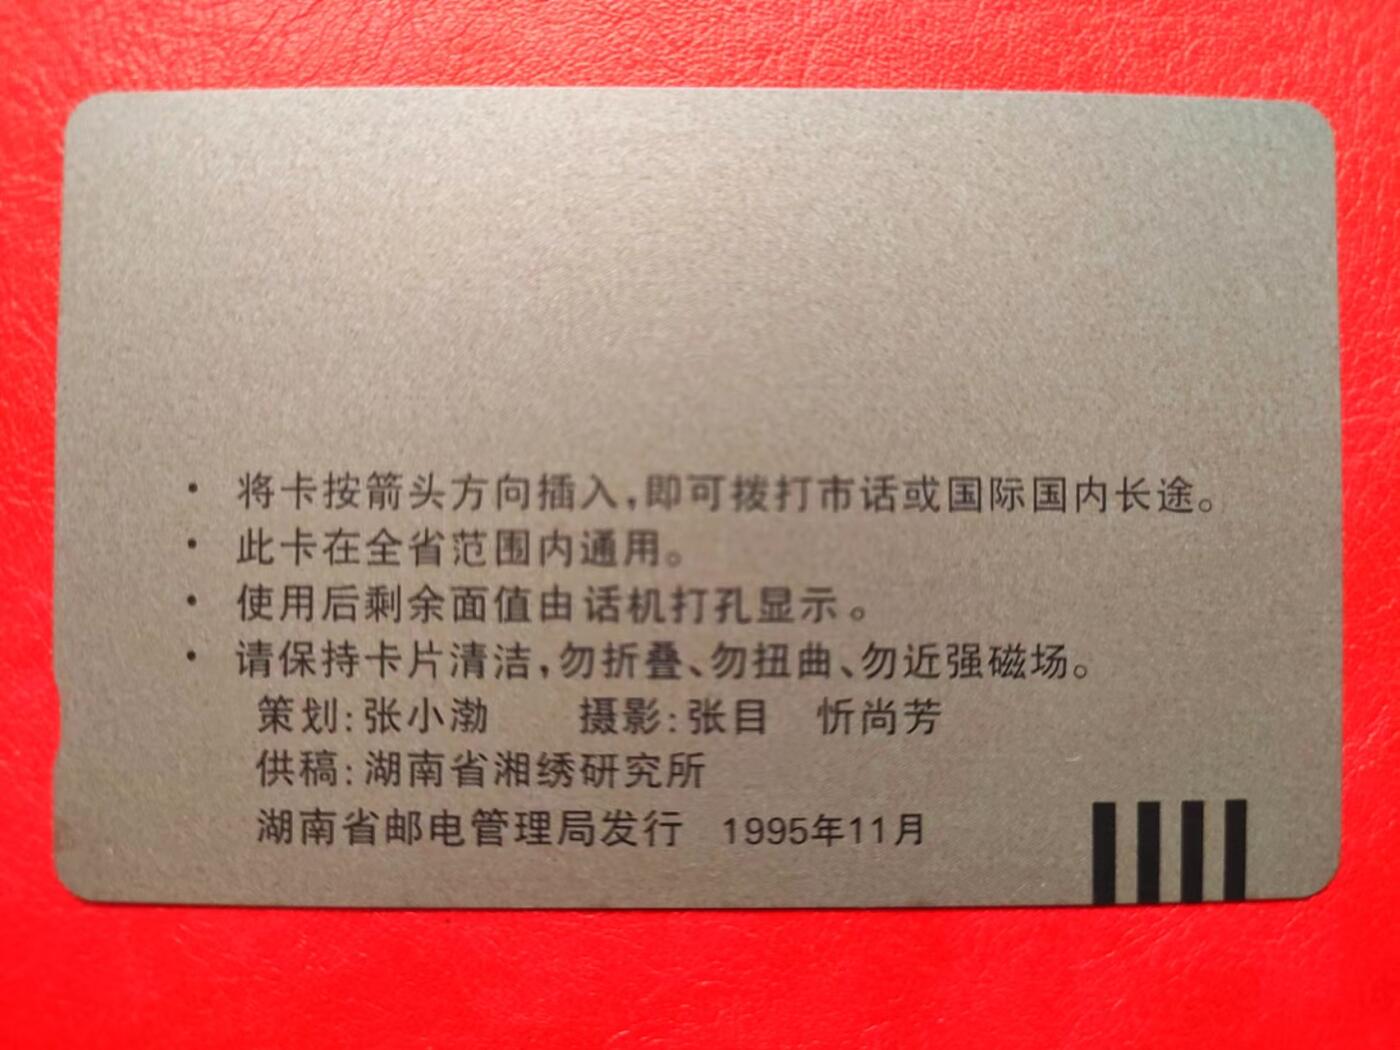 · 将卡按箭头方向插入,即可拨打市话或国际国内长途。
· 此卡在全省范围内通用。
· 使用后剩余面值由话机打孔显示。
· 请保持卡片清洁,勿折叠、勿扭曲、勿近强磁场。
策划:张小渤 摄影:张目 忻尚芳
供稿:湖南省湘绣研究所
湖南省邮电管理局发行 1995年11月